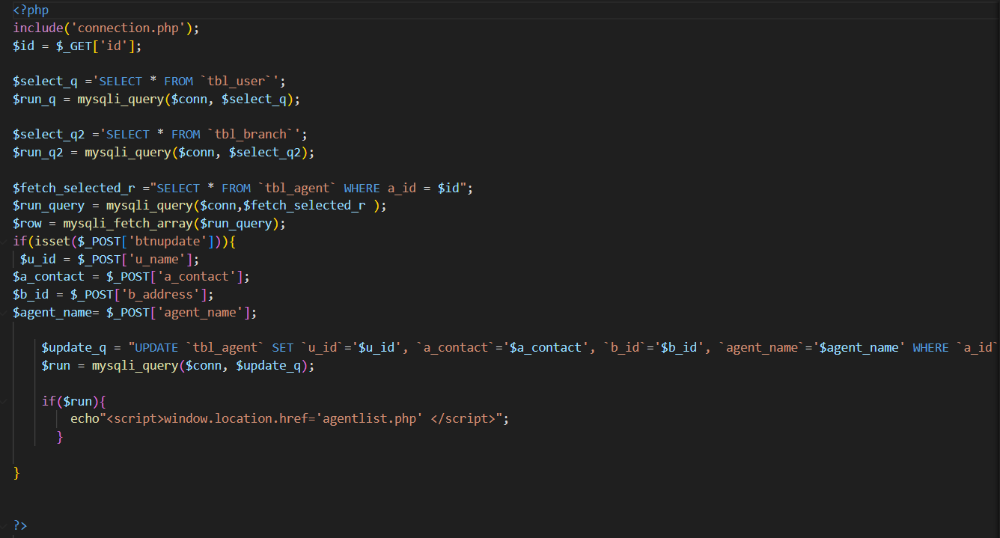 <?php
include('connection.php');
$id = $_GET['id'];
$select_q ='SELECT * FROM `tbl_user`';
$run_q = mysqli_query($conn, $select_q);
$select_q2 ='SELECT * FROM `tbl_branch`';
$run_q2 = mysqli_query($conn, $select_q2);
$fetch_selected_r ="SELECT * FROM `tbl_agent` WHERE a_id = $id";
$run_query = mysqli_query($conn,$fetch_selected_r );
$row = mysqli_fetch_array($run_query);
if(isset($_POST['btnupdate'])){
$u_id = $_POST['u_name'];
$a_contact = $_POST['a_contact'];
$b_id = $_POST['b_address'];
$agent_name= $_POST['agent_name'];
$update_q = "UPDATE `tbl_agent` SET `u_id`='$u_id', `a_contact`='$a_contact', `b_id`='$b_id', `agent_name`='$agent_name' WHERE `a_id`
$run = mysqli_query($conn, $update_q);
if($run){
echo"<script>window.location.href='agentlist.php' </script>";
}
}
?>